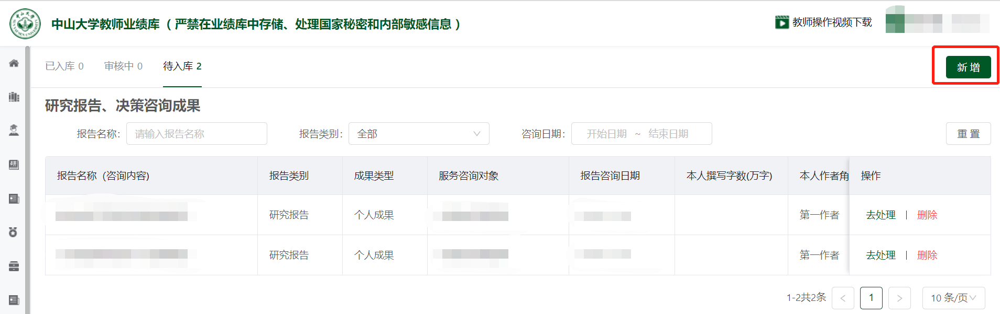 中山大学教师业绩库（严禁在业绩库中存储、处理国家秘密和内部敏感信息）
教师操作视频下载
已入库 0 审核中 0 待入库 2
新 增
研究报告、决策咨询成果
报告名称： 请输入报告名称 报告类别： 全部 咨询日期： 开始日期 ~ 结束日期 重 置
报告名称（咨询内容） 报告类别 成果类型 服务咨询对象 报告咨询日期 本人撰写字数(万字) 本人作者角 操作
研究报告 个人成果 第一作者 去处理 | 删除
研究报告 个人成果 第一作者 去处理 | 删除
1-2共2条 < 1 > 10 条/页